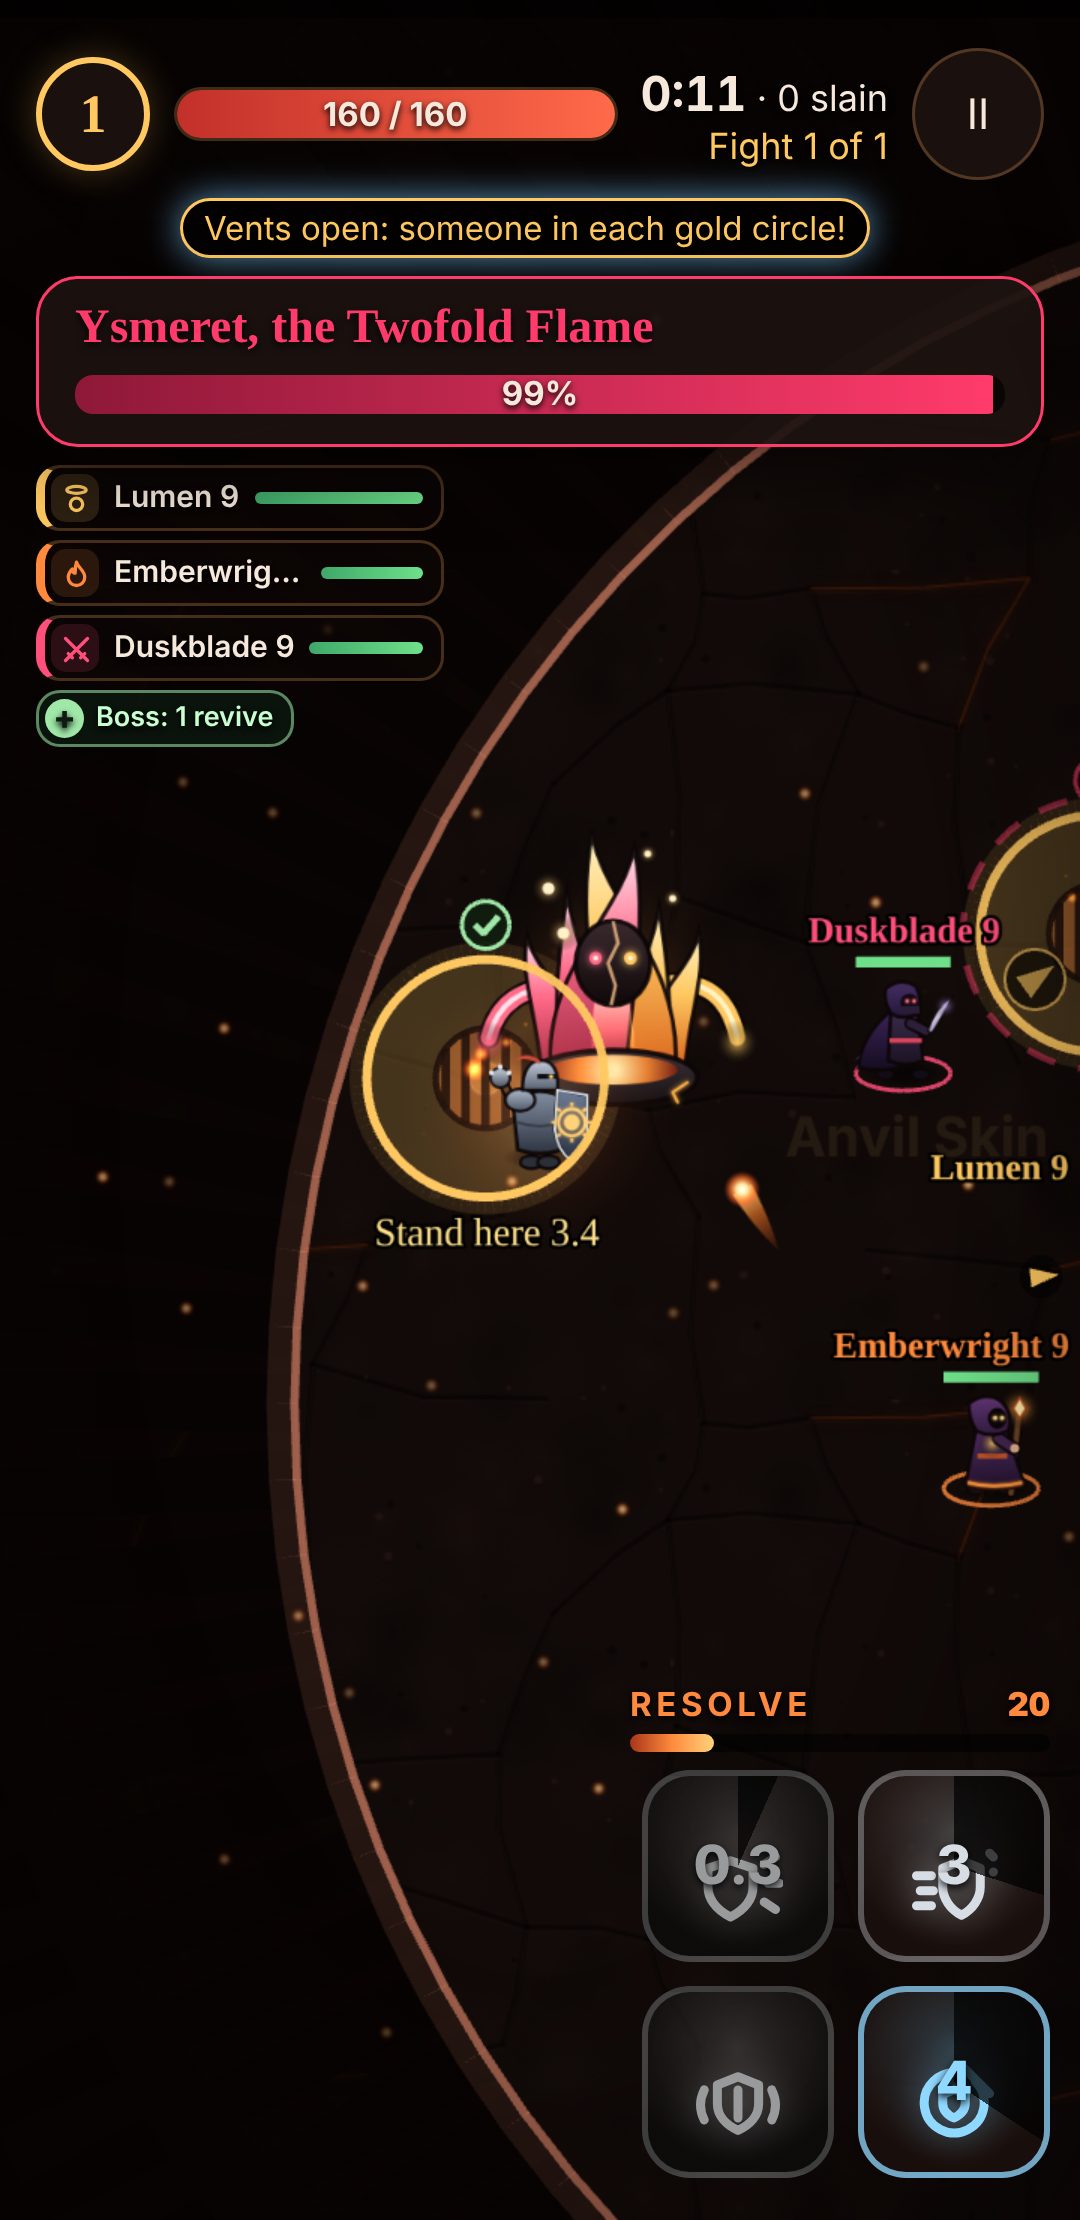 1
160 / 160
0:11 · 0 slain
Fight 1 of 1
Vents open: someone in each gold circle!
Ysmeret, the Twofold Flame
99%
Lumen 9
Emberwrig...
Duskblade 9
Boss: 1 revive
Duskblade 9
Anvil Skin
Lumen 9
Stand here 3.4
Emberwright 9
RESOLVE 20
0.3
3
4